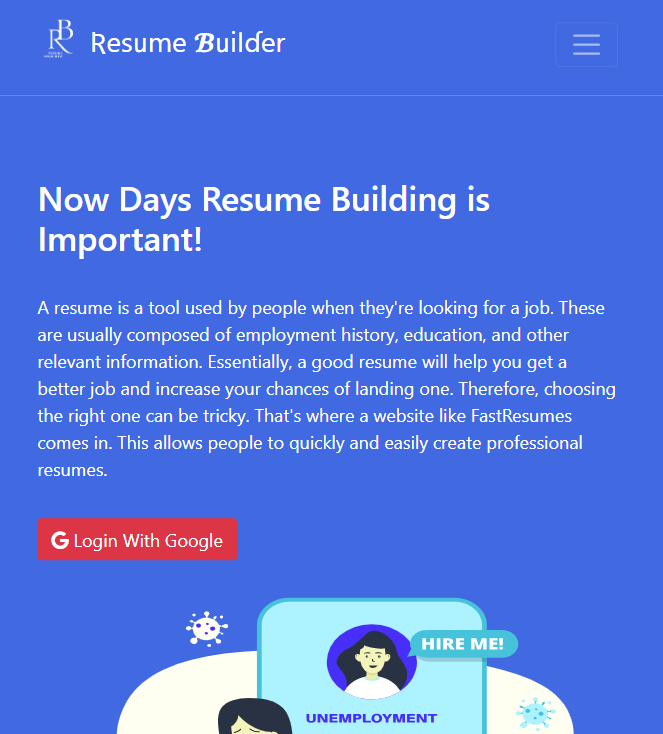 RB
Resume Builder
Now Days Resume Building is
Important!
A resume is a tool used by people when they're looking for a job. These
are usually composed of employment history, education, and other
relevant information. Essentially, a good resume will help you get a
better job and increase your chances of landing one. Therefore, choosing
the right one can be tricky. That's where a website like FastResumes
comes in. This allows people to quickly and easily create professional
resumes.
G Login With Google
HIRE ME!
UNEMPLOYMENT